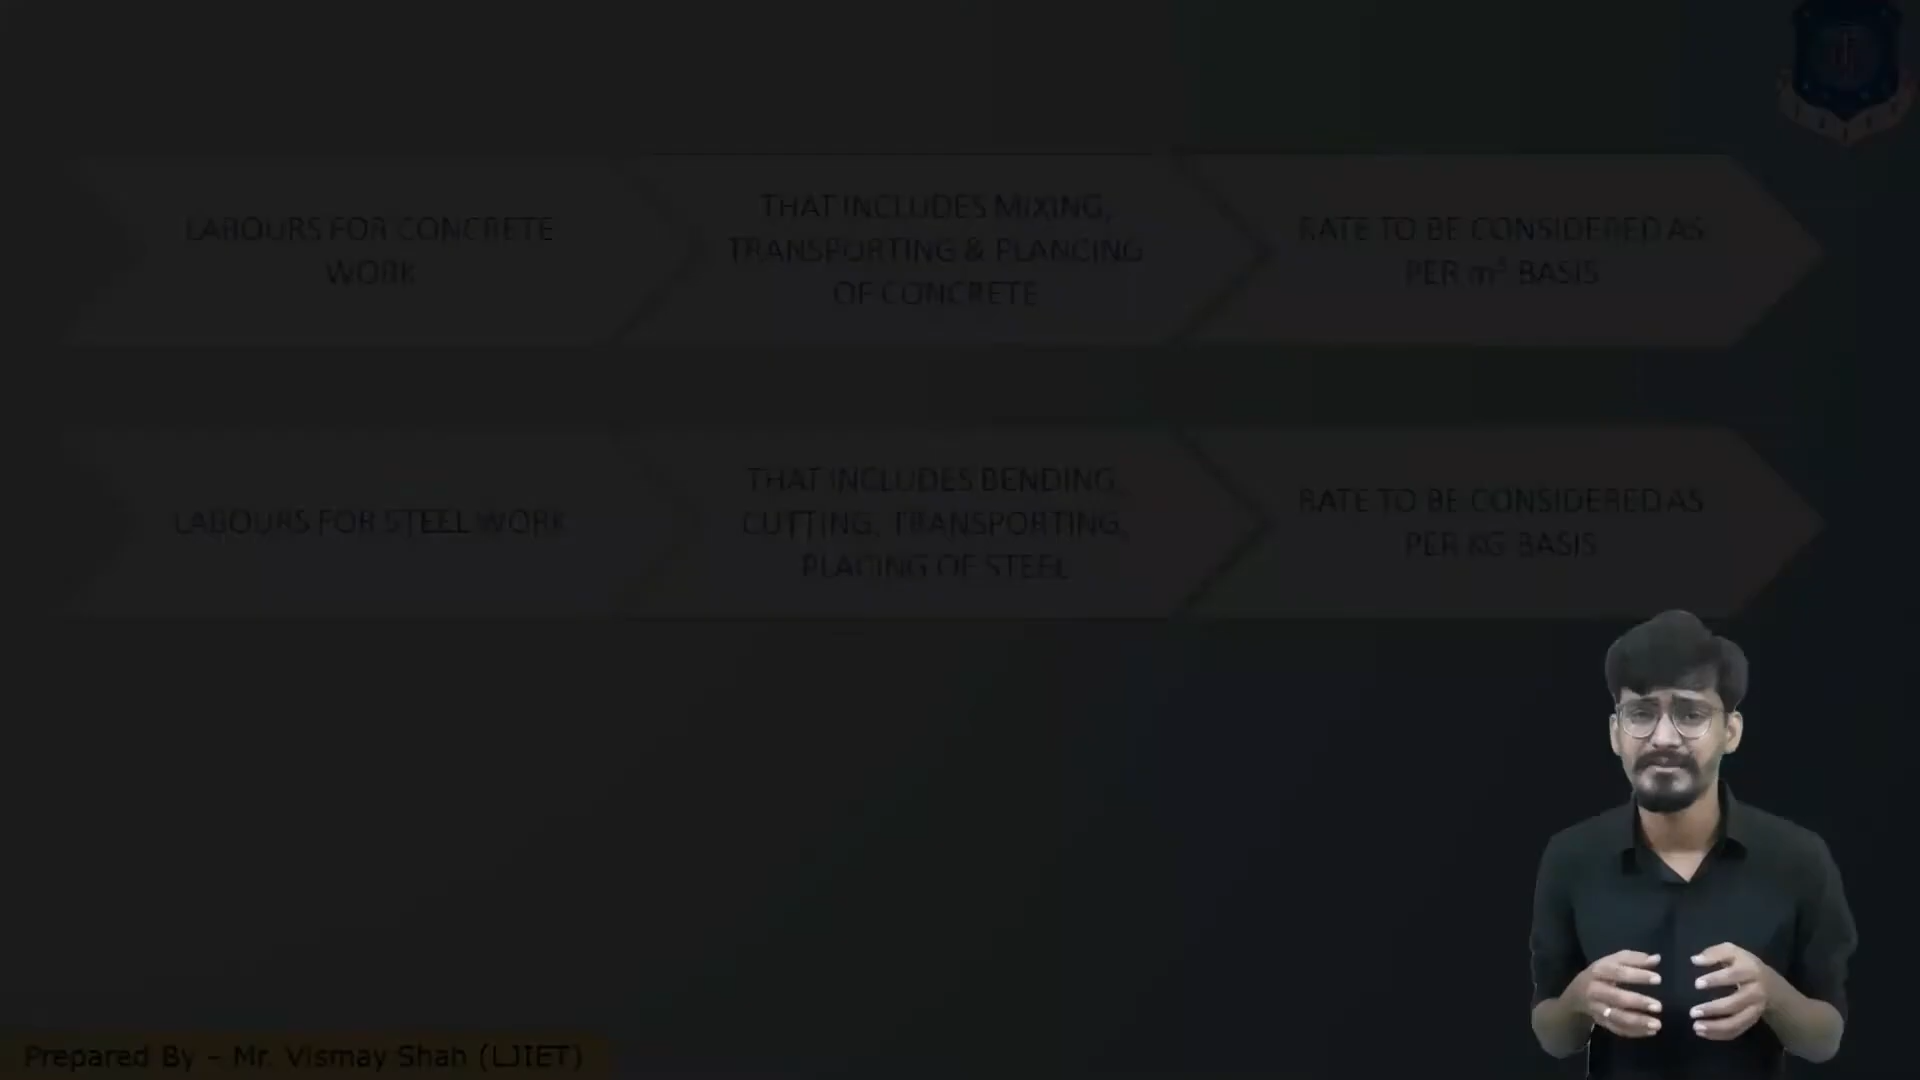 LABOURS FOR CONCRETE
WORK
THAT INCLUDES MIXING,
TRANSPORTING & PLANCING
OF CONCRETE
RATE TO BE CONSIDERED AS
PER m³ BASIS
LABOURS FOR STEEL WORK
THAT INCLUDES BENDING,
CUTTING, TRANSPORTING,
PLACING OF STEEL
RATE TO BE CONSIDERED AS
PER KG BASIS
Prepared By – Mr. Vismay Shah (LJIET)